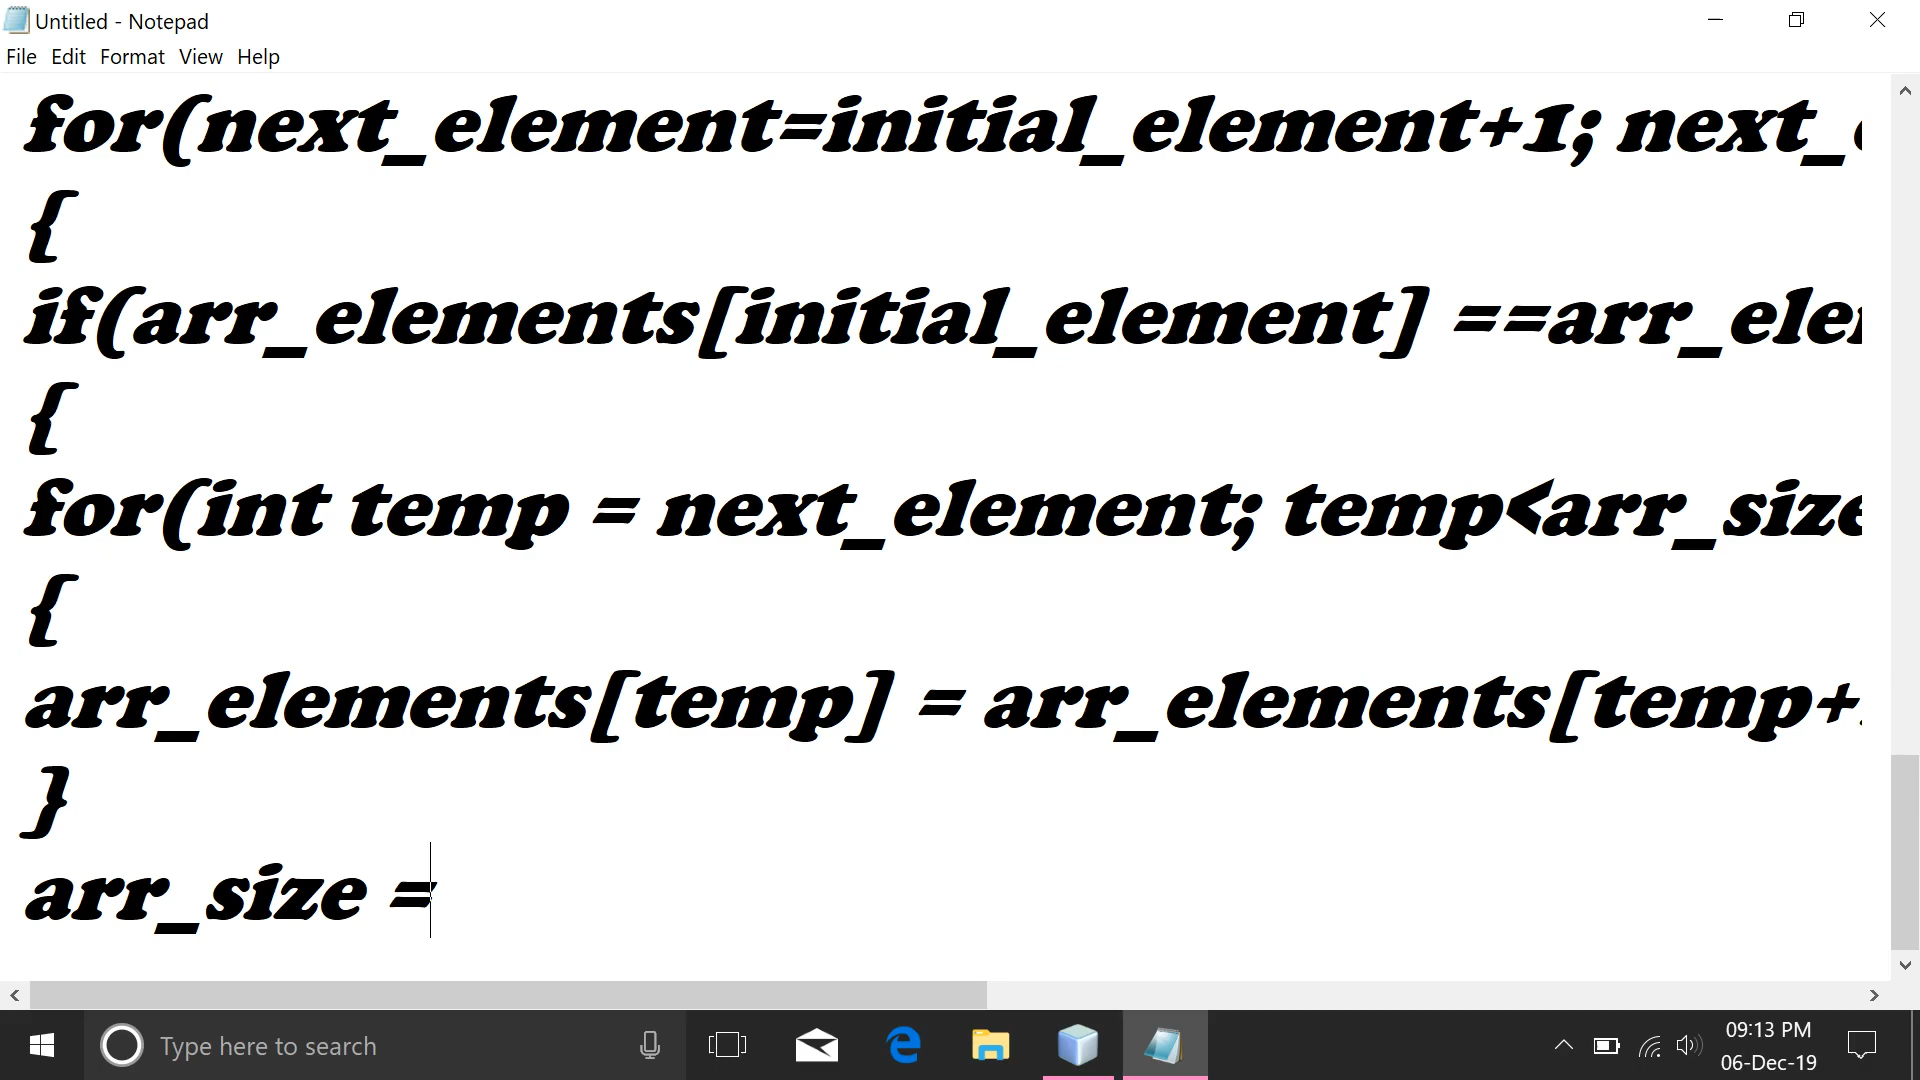 Untitled - Notepad
File Edit Format View Help
for(next_element=initial_element+1; next_
{
if(arr_elements[initial_element] ==arr_ele
{
for(int temp = next_element; temp<arr_size
{
arr_elements[temp] = arr_elements[temp+
}
arr_size =
Type here to search
09:13 PM
06-Dec-19